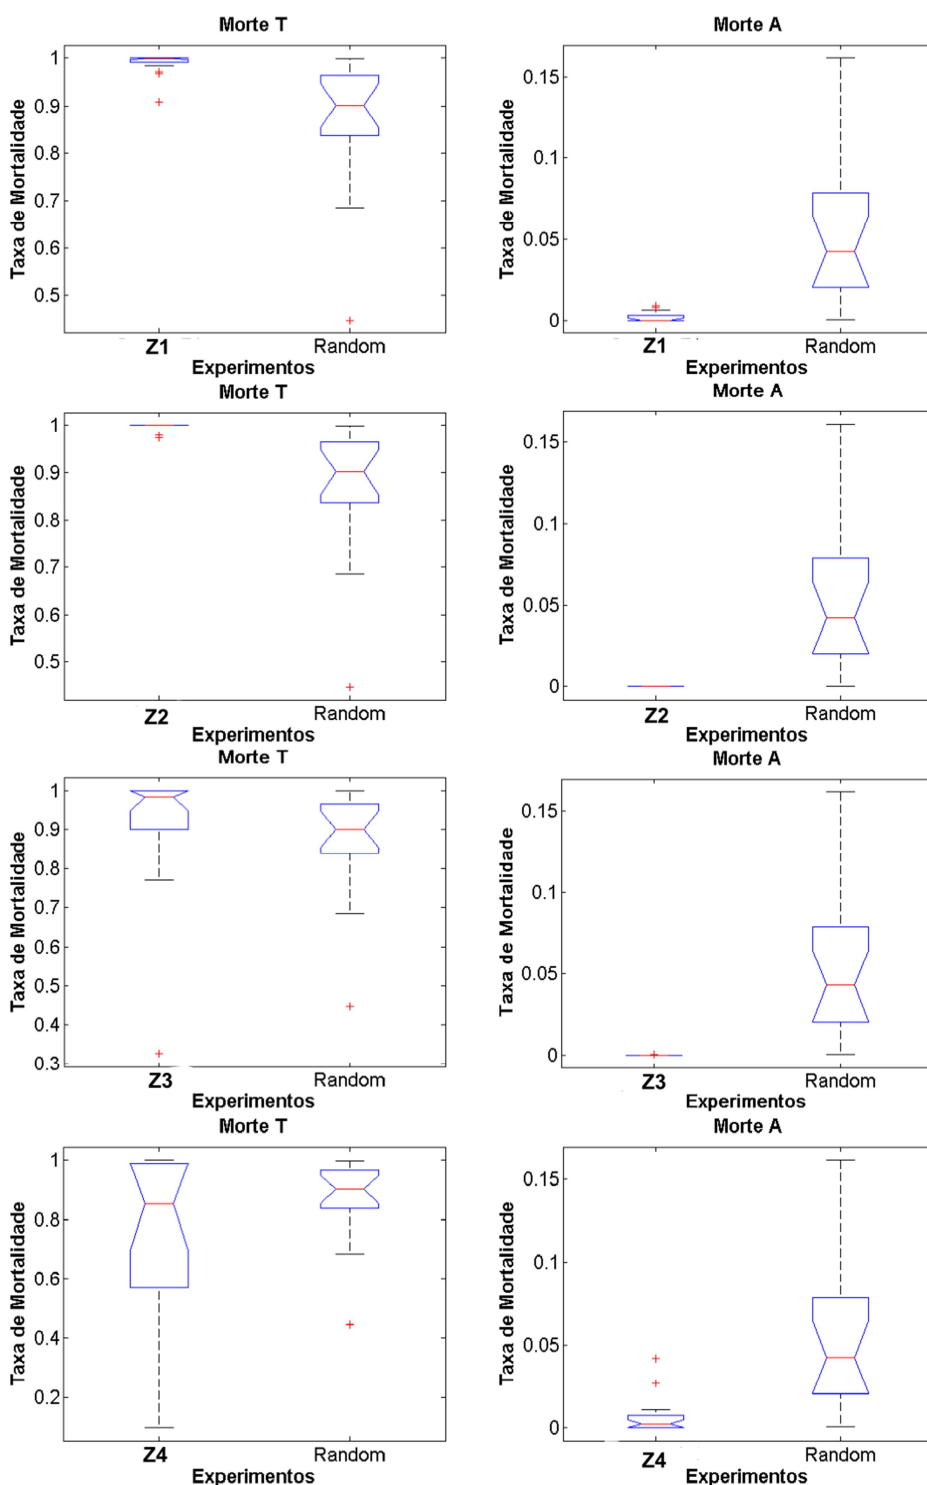 Morte T
Taxa de Mortalidade
1
0.9
0.8
0.7
0.6
0.5
Z1 Random
Experimentos
Morte A
Taxa de Mortalidade
0.15
0.1
0.05
0
Z1 Random
Experimentos
Morte T
Taxa de Mortalidade
1
0.9
0.8
0.7
0.6
0.5
Z2 Random
Experimentos
Morte A
Taxa de Mortalidade
0.15
0.1
0.05
0
Z2 Random
Experimentos
Morte T
Taxa de Mortalidade
1
0.9
0.8
0.7
0.6
0.5
0.4
0.3
Z3 Random
Experimentos
Morte A
Taxa de Mortalidade
0.15
0.1
0.05
0
Z3 Random
Experimentos
Morte T
Taxa de Mortalidade
1
0.8
0.6
0.4
0.2
Z4 Random
Experimentos
Morte A
Taxa de Mortalidade
0.15
0.1
0.05
0
Z4 Random
Experimentos